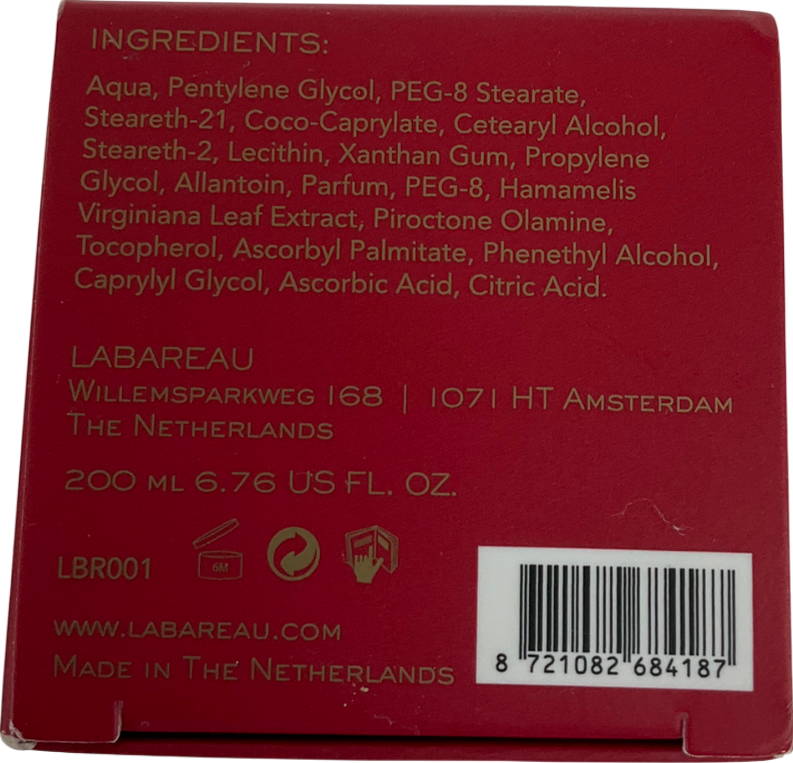 INGREDIENTS:
Aqua, Pentylene Glycol, PEG-8 Stearate,
Steareth-21, Coco-Caprylate, Cetearyl Alcohol,
Steareth-2, Lecithin, Xanthan Gum, Propylene
Glycol, Allantoin, Parfum, PEG-8, Hamamelis
Virginiana Leaf Extract, Piroctone Olamine,
Tocopherol, Ascorbyl Palmitate, Phenethyl Alcohol,
Caprylyl Glycol, Ascorbic Acid, Citric Acid.
LABAREAU
WILLEMSPARKWEG 168 | 1071 HT AMSTERDAM
THE NETHERLANDS
200 ML 6.76 US FL. OZ.
LBR001 6M
WWW.LABAREAU.COM
MADE IN THE NETHERLANDS
8 721082 684187